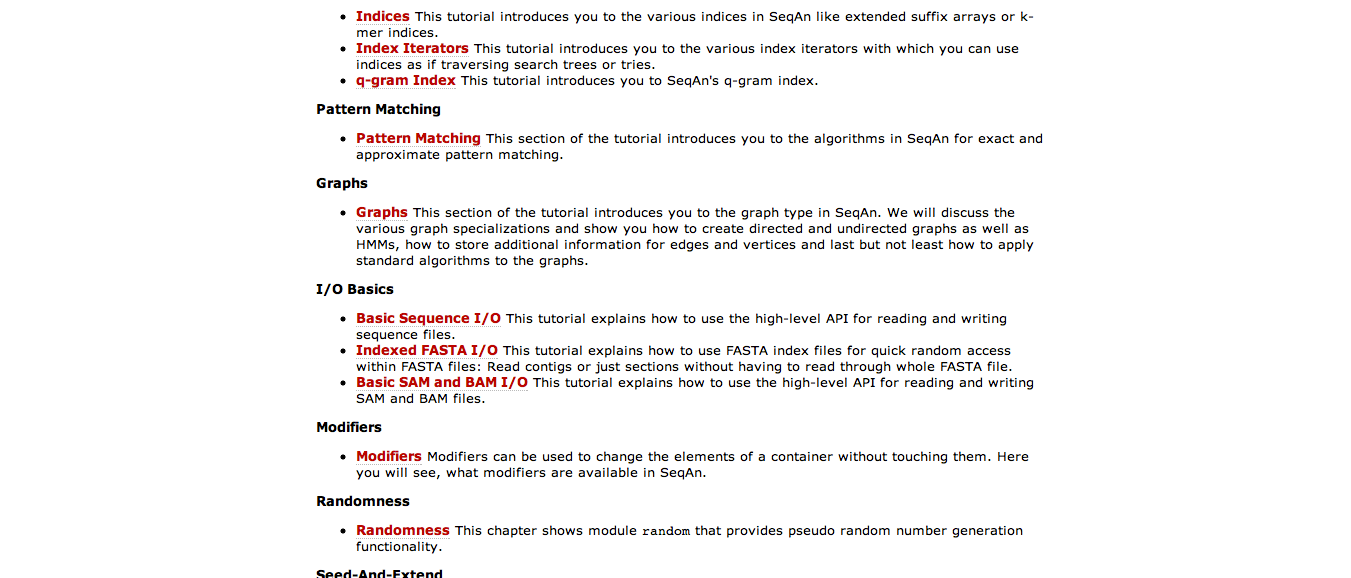 Indices This tutorial introduces you to the various indices in SeqAn like extended suffix arrays or k-
mer indices.
Index Iterators This tutorial introduces you to the various index iterators with which you can use
indices as if traversing search trees or tries.
q-gram Index This tutorial introduces you to SeqAn's q-gram index.
Pattern Matching
Pattern Matching This section of the tutorial introduces you to the algorithms in SeqAn for exact and
approximate pattern matching.
Graphs
Graphs This section of the tutorial introduces you to the graph type in SeqAn. We will discuss the
various graph specializations and show you how to create directed and undirected graphs as well as
HMMs, how to store additional information for edges and vertices and last but not least how to apply
standard algorithms to the graphs.
I/O Basics
Basic Sequence I/O This tutorial explains how to use the high-level API for reading and writing
sequence files.
Indexed FASTA I/O This tutorial explains how to use FASTA index files for quick random access
within FASTA files: Read contigs or just sections without having to read through whole FASTA file.
Basic SAM and BAM I/O This tutorial explains how to use the high-level API for reading and writing
SAM and BAM files.
Modifiers
Modifiers Modifiers can be used to change the elements of a container without touching them. Here
you will see, what modifiers are available in SeqAn.
Randomness
Randomness This chapter shows module random that provides pseudo random number generation
functionality.
Seed-And-Extend